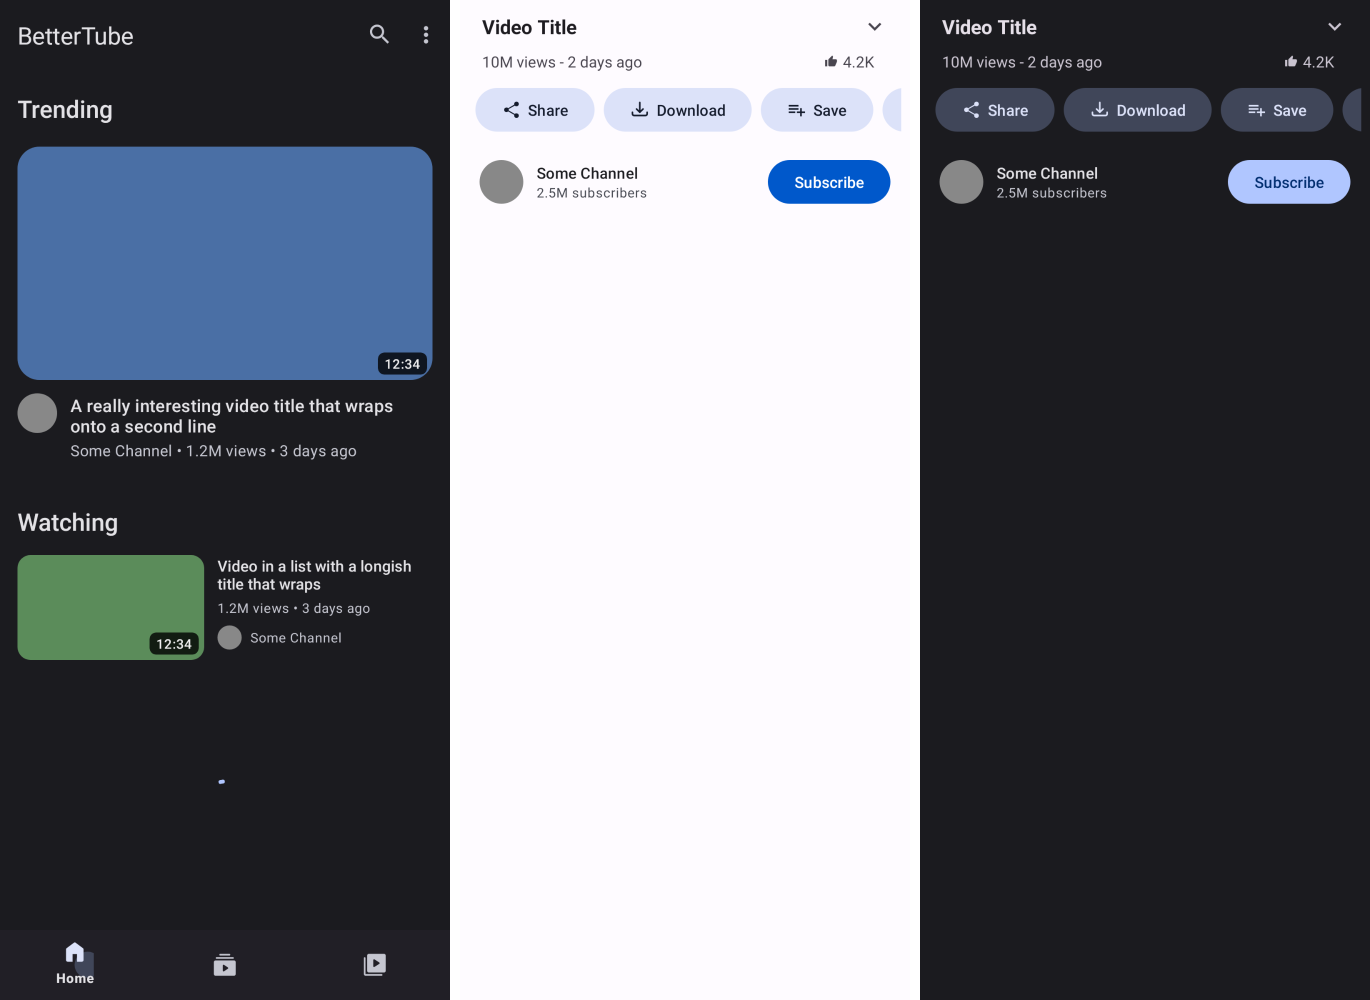 BetterTube
Trending
12:34
A really interesting video title that wraps
onto a second line
Some Channel • 1.2M views • 3 days ago
Watching
12:34
Video in a list with a longish
title that wraps
1.2M views • 3 days ago
Some Channel
Home
Video Title
10M views - 2 days ago
4.2K
Share
Download
Save
Some Channel
2.5M subscribers
Subscribe
Video Title
10M views - 2 days ago
4.2K
Share
Download
Save
Some Channel
2.5M subscribers
Subscribe